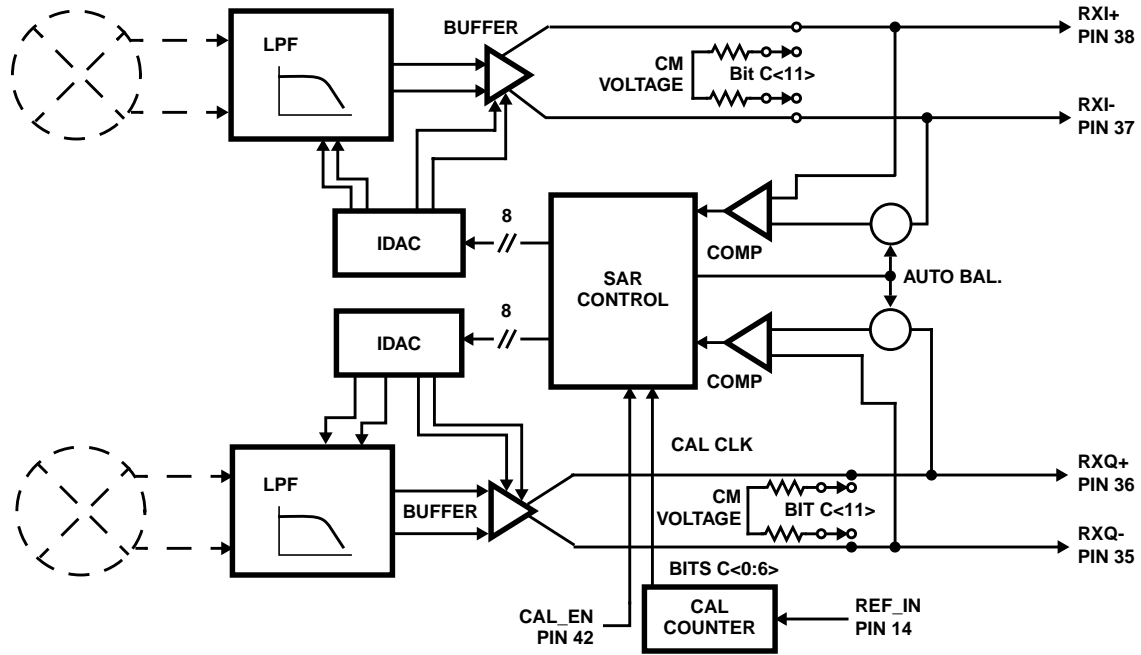 RXI+
PIN 38
BUFFER
LPF
CM
VOLTAGE
Bit C<11>
RXI-
PIN 37
8
IDAC
COMP
SAR
CONTROL
AUTO BAL.
8
IDAC
COMP
CAL CLK
LPF
BUFFER
CM
VOLTAGE
BIT C<11>
RXQ+
PIN 36
RXQ-
PIN 35
BITS C<0:6>
CAL_EN
PIN 42
CAL
COUNTER
REF_IN
PIN 14